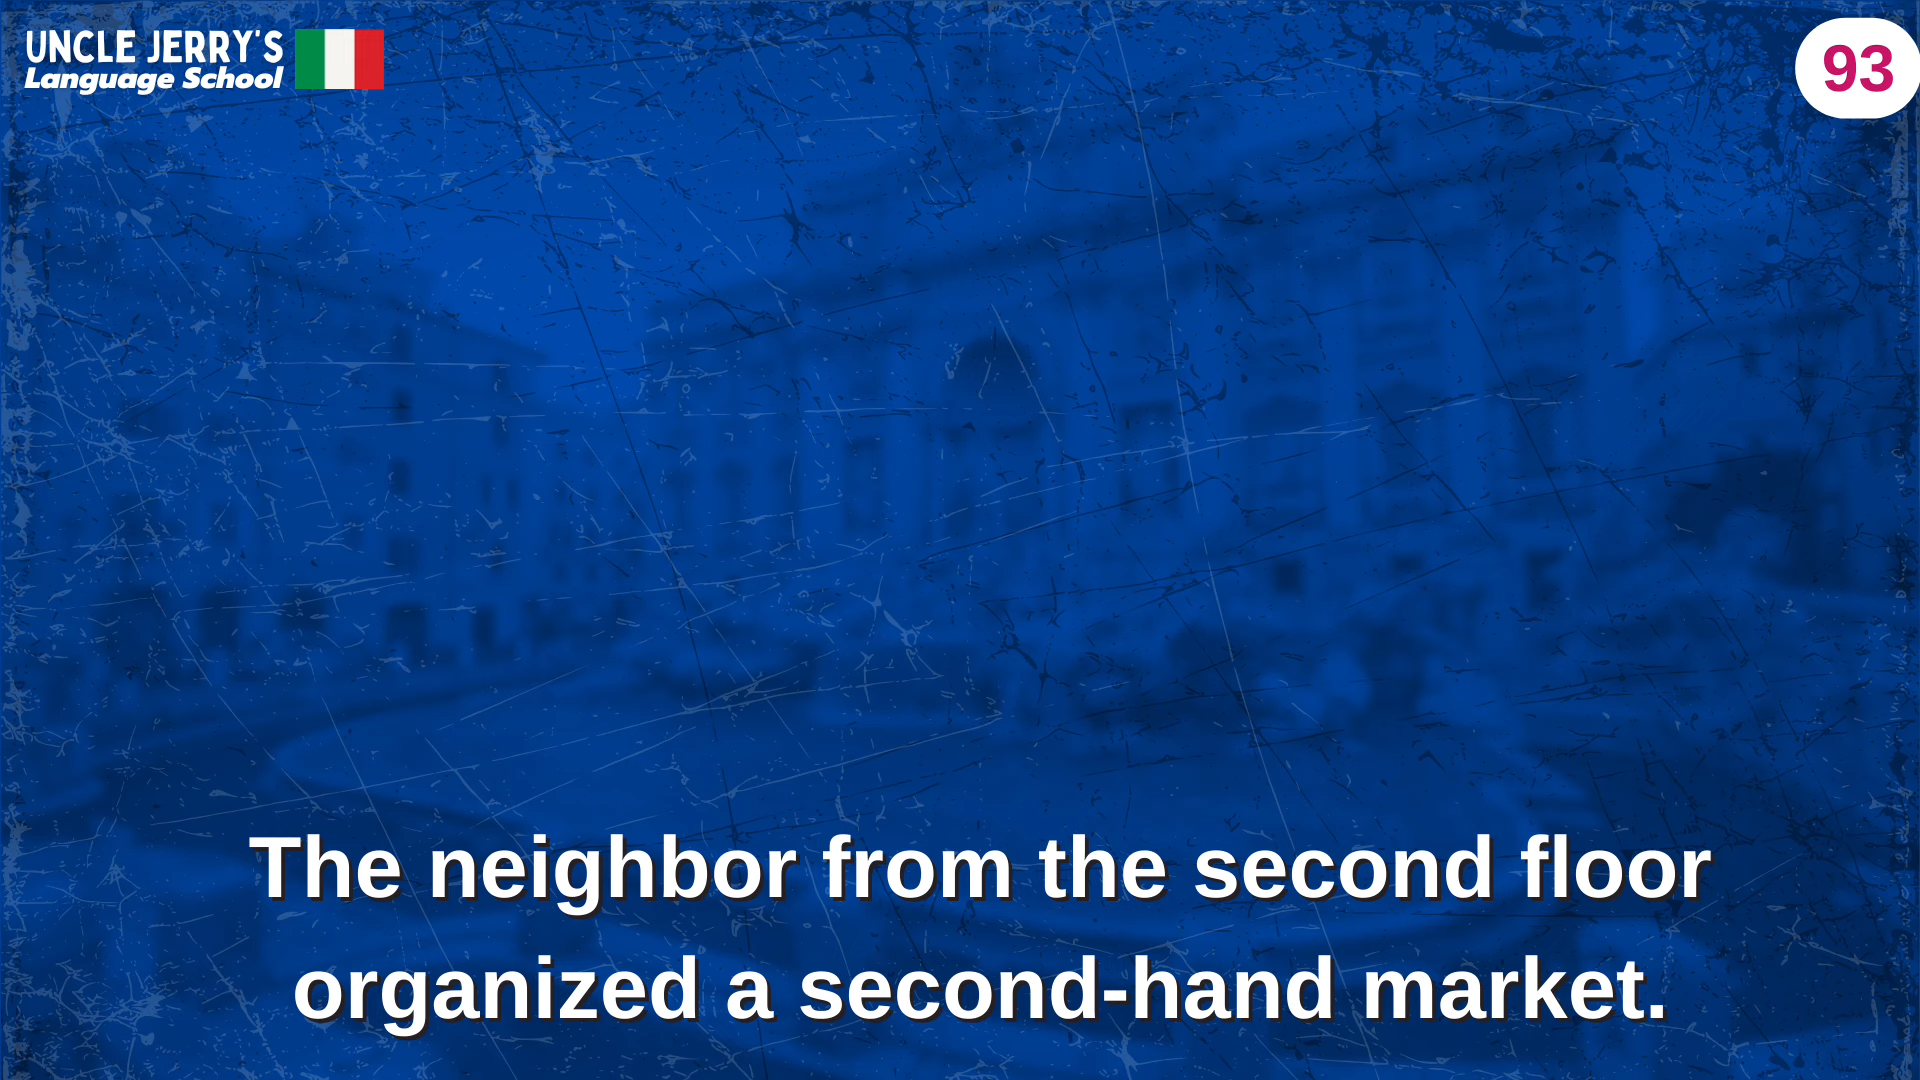 UNCLE JERRY'S
Language School
93
The neighbor from the second floor
organized a second-hand market.